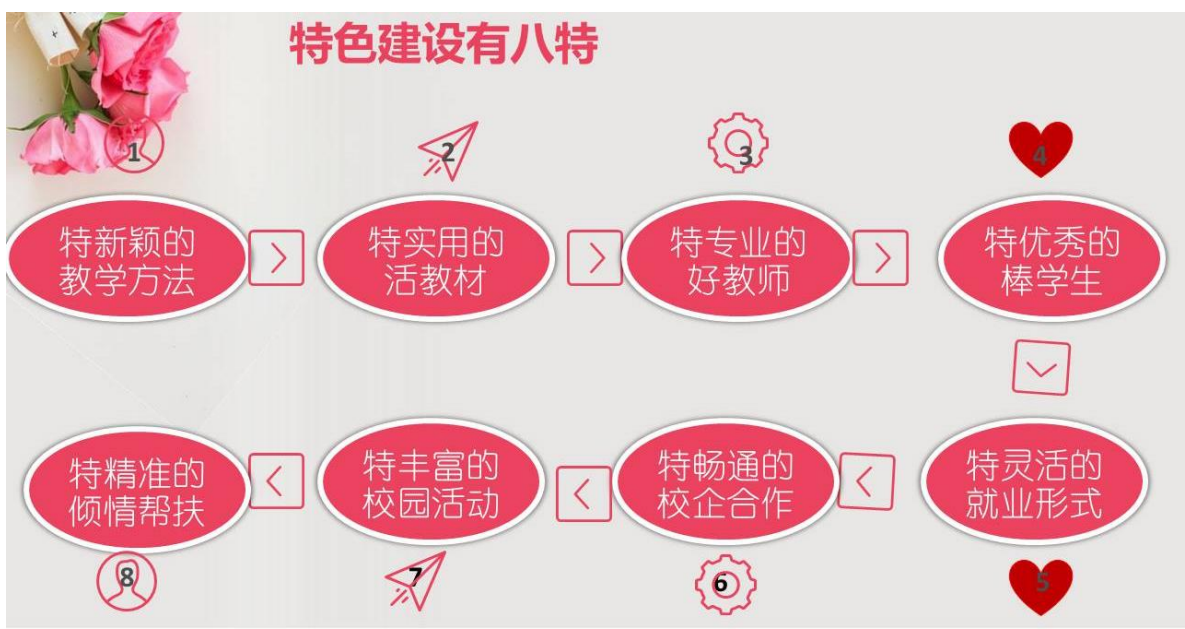 特色建设有八特
1
2
3
4
特新颖的
教学方法
特实用的
活教材
特专业的
好教师
特优秀的
棒学生
特精准的
倾情帮扶
特丰富的
校园活动
特畅通的
校企合作
特灵活的
就业形式
8
7
6
5